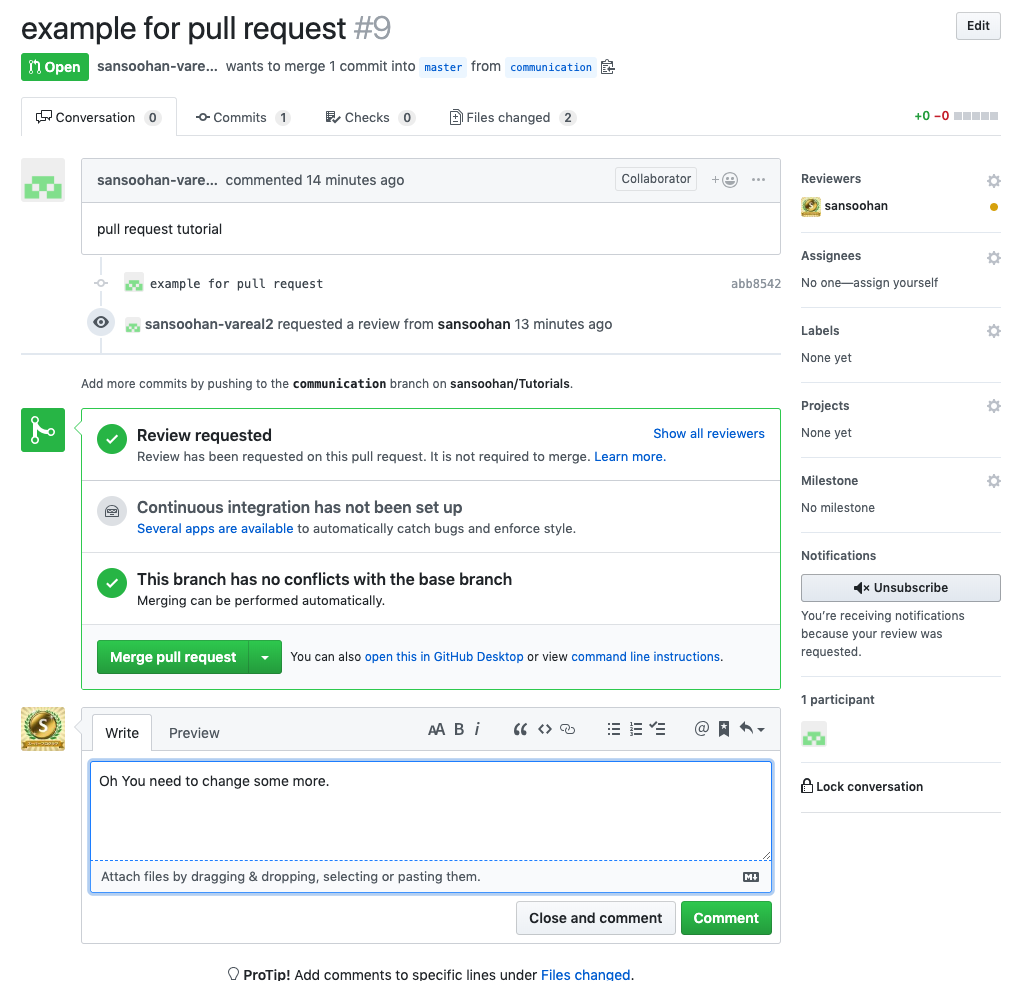 example for pull request #9
Edit
Open sansoohan-vare... wants to merge 1 commit into master from communication
Conversation 0 Commits 1 Checks 0 Files changed 2 +0 −0
sansoohan-vare... commented 14 minutes ago Collaborator
pull request tutorial
example for pull request abb8542
sansoohan-vareal2 requested a review from sansoohan 13 minutes ago
Add more commits by pushing to the communication branch on sansoohan/Tutorials.
Review requested Show all reviewers
Review has been requested on this pull request. It is not required to merge. Learn more.
Continuous integration has not been set up
Several apps are available to automatically catch bugs and enforce style.
This branch has no conflicts with the base branch
Merging can be performed automatically.
Merge pull request You can also open this in GitHub Desktop or view command line instructions.
Write Preview AA B i
Oh You need to change some more.
Attach files by dragging & dropping, selecting or pasting them.
Close and comment Comment
ProTip! Add comments to specific lines under Files changed.
Reviewers
sansoohan
Assignees
No one—assign yourself
Labels
None yet
Projects
None yet
Milestone
No milestone
Notifications
Unsubscribe
You’re receiving notifications
because your review was
requested.
1 participant
Lock conversation